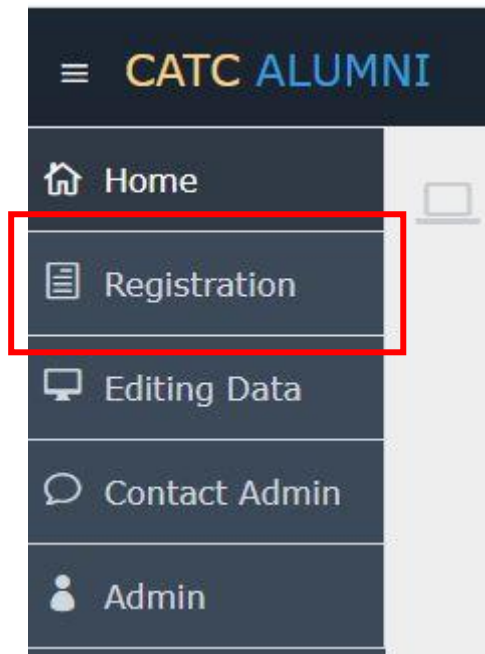 CATC ALUMNI
Home
Registration
Editing Data
Contact Admin
Admin